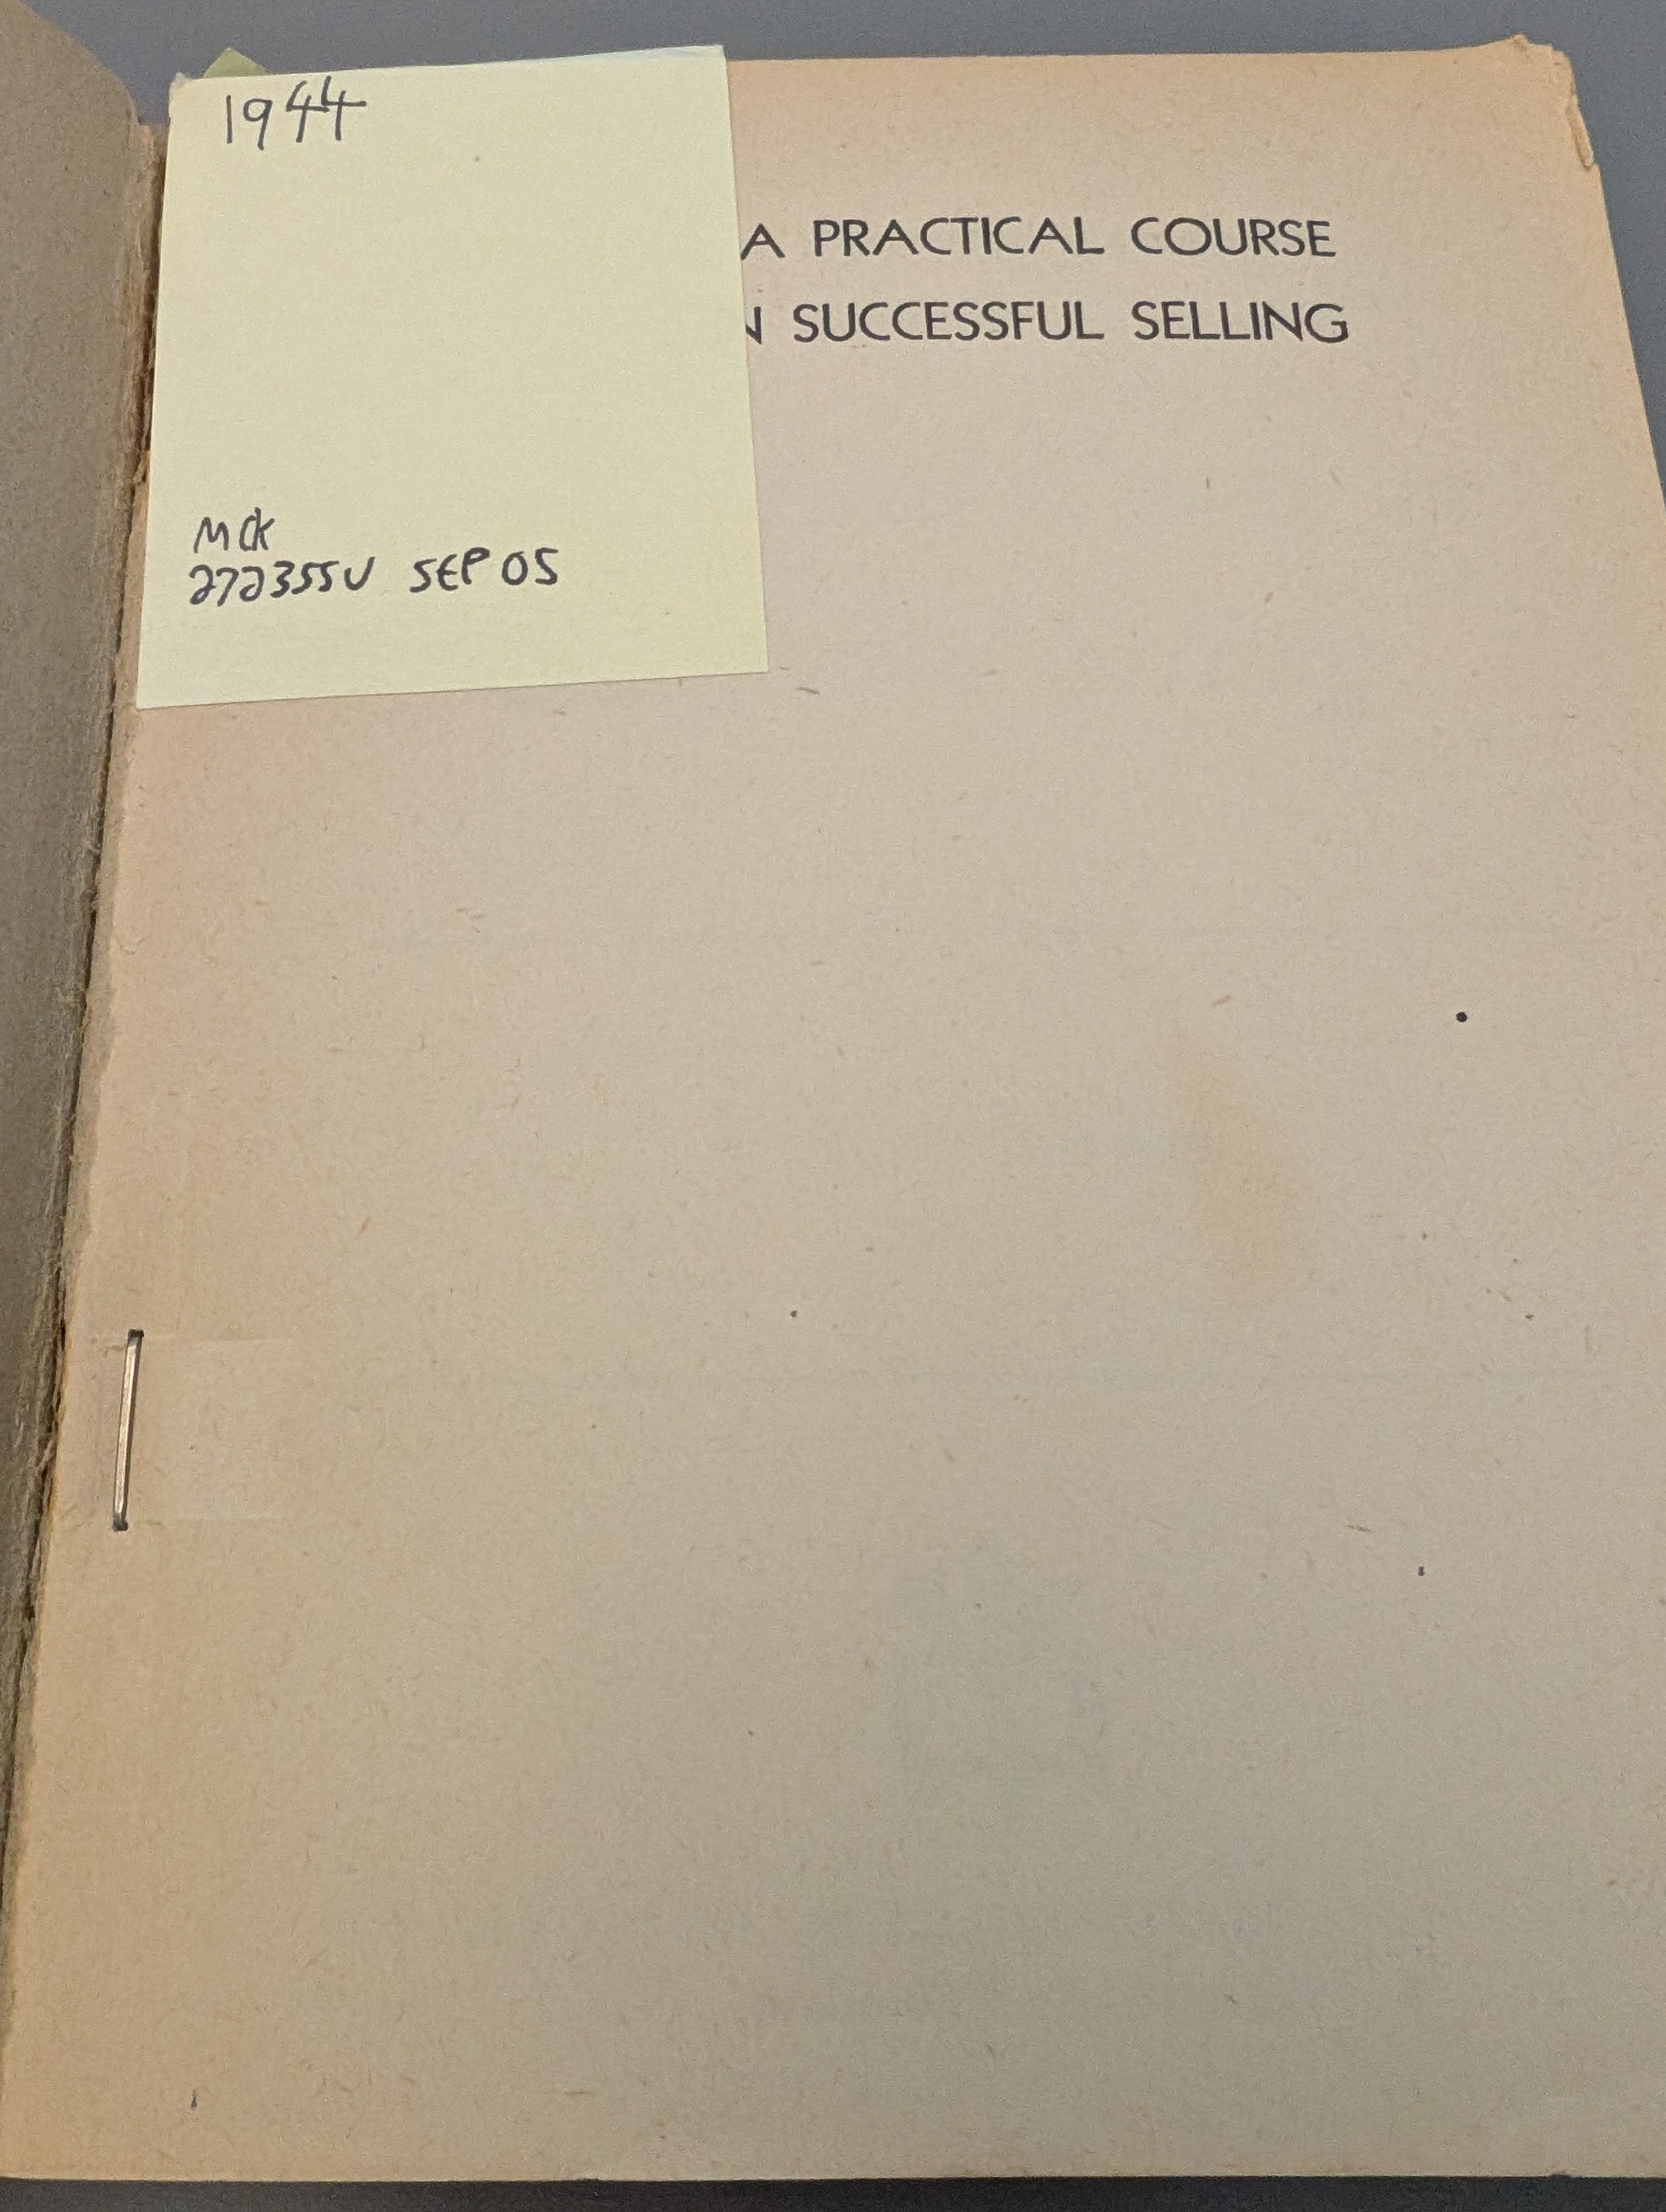 1944
A PRACTICAL COURSE
N SUCCESSFUL SELLING
MCK
272355U SEP 05